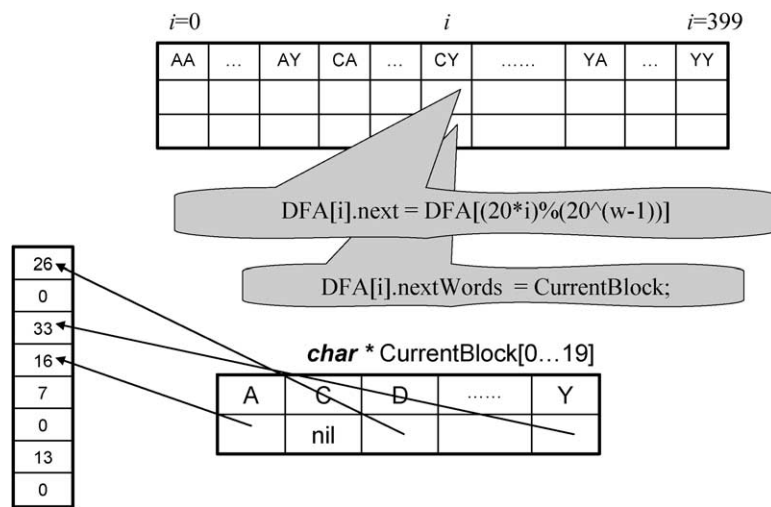 i=0 i i=399
AA ... AY CA ... CY ...... YA ... YY
DFA[i].next = DFA[(20*i)%(20^(w-1))]
DFA[i].nextWords = CurrentBlock;
26
0
33
16
7
0
13
0
char * CurrentBlock[0...19]
A C D ...... Y
nil